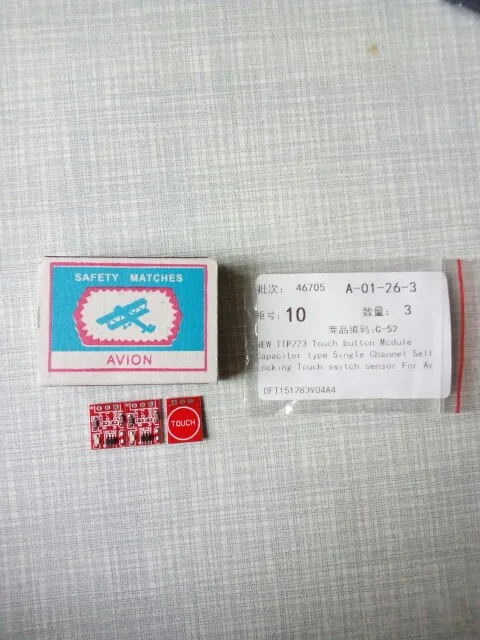 SAFETY MATCHES
AVION
TOUCH
批次: 46705 A-01-26-3
号: 10 数量: 3
商品编码:G-52
NEW TTP223 Touch button Module
Capacitor type Single Channel Self
Locking Touch switch sensor For Ar
DFT151283904A4